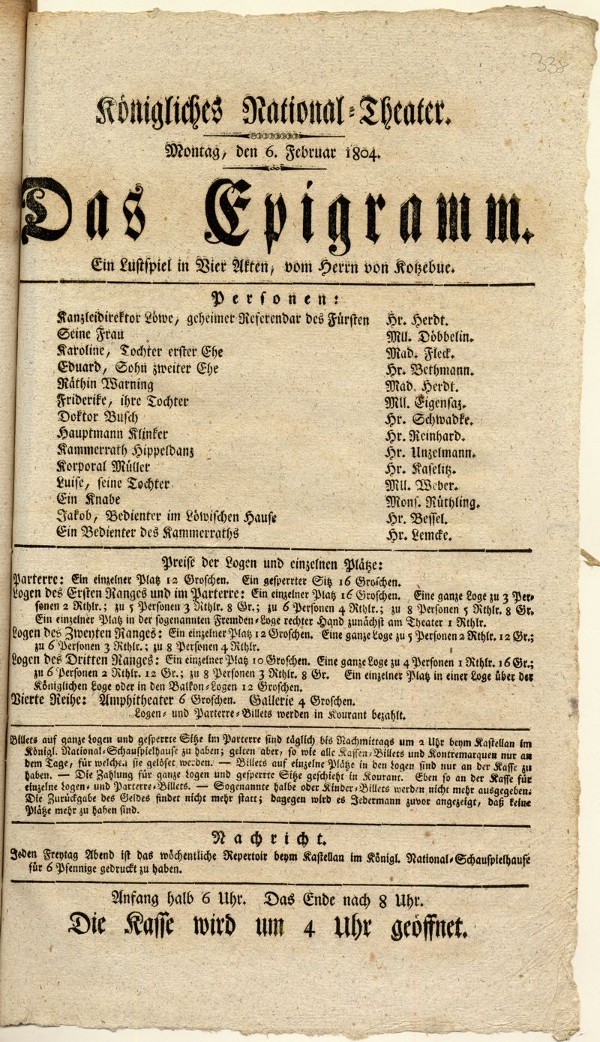 338
Königliches National-Theater.
Montag, den 6. Februar 1804.
Das Epigramm.
Ein Lustspiel in Vier Akten, vom Herrn von Kotzebue.
Personen:
Kanzleidirektor Löwe, geheimer Referendar des Fürsten Hr. Herdt.
Seine Frau Mll. Döbbelin.
Karoline, Tochter erster Ehe Mad. Fleck.
Eduard, Sohn zweiter Ehe Hr. Bethmann.
Räthin Warning Mad. Herdt.
Friderike, ihre Tochter Mll. Eigensaz.
Doktor Busch Hr. Schwadke.
Hauptmann Klinker Hr. Reinhard.
Kammerrath Hippeldanz Hr. Unzelmann.
Korporal Müller Hr. Kaselitz.
Luise, seine Tochter Mll. Weber.
Ein Knabe Mons. Rüthling.
Jakob, Bedienter im Löwischen Hause Hr. Bessel.
Ein Bedienter des Kammerraths Hr. Lemcke.
Preise der Logen und einzelnen Plätze:
Parterre: Ein einzelner Platz 12 Groschen. Ein gesperrter Sitz 16 Groschen.
Logen des Ersten Ranges und im Parterre: Ein einzelner Platz 16 Groschen. Eine ganze Loge zu 3 Per-
sonen 2 Rthlr.; zu 5 Personen 3 Rthlr. 8 Gr.; zu 6 Personen 4 Rthlr.; zu 8 Personen 5 Rthlr. 8 Gr.
Ein einzelner Platz in der sogenannten Fremden-Loge rechter Hand zunächst am Theater 1 Rthlr.
Logen des Zweyten Ranges: Ein einzelner Platz 12 Groschen. Eine ganze Loge zu 5 Personen 2 Rthlr. 12 Gr.;
zu 6 Personen 3 Rthlr.; zu 8 Personen 4 Rthlr.
Logen des Dritten Ranges: Ein einzelner Platz 10 Groschen. Eine ganze Loge zu 4 Personen 1 Rthlr. 16 Gr.;
zu 6 Personen 2 Rthlr. 12 Gr.; zu 8 Personen 3 Rthlr. 8 Gr. Ein einzelner Platz in einer Loge über der
Königlichen Loge oder in den Balkon-Logen 12 Groschen.
Vierte Reihe: Amphitheater 6 Groschen. Gallerie 4 Groschen.
Logen- und Parterre-Billets werden in Kourant bezahlt.
Billets auf ganze Logen und gesperrte Sitze im Parterre sind täglich bis Nachmittags um 2 Uhr beym Kastellan im
Königl. National-Schauspielhause zu haben; gelten aber, so wie alle Kassen-Billets und Kontremarquen nur an
dem Tage, für welchen sie gelöset werden. — Billets auf einzelne Plätze in den Logen sind nur an der Kasse zu
haben. — Die Zahlung für ganze Logen und gesperrte Sitze geschieht in Kourant. Eben so an der Kasse für
einzelne Logen- und Parterre-Billets. — Sogenannte halbe oder Kinder-Billets werden nicht mehr ausgegeben.
Die Zurückgabe des Geldes findet nicht mehr statt; dagegen wird es Jedermann zuvor angezeigt, daß keine
Plätze mehr zu haben sind.
Nachricht.
Jeden Freytag Abend ist das wöchentliche Repertoir beym Kastellan im Königl. National-Schauspielhause
für 6 Pfennige gedruckt zu haben.
Anfang halb 6 Uhr. Das Ende nach 8 Uhr.
Die Kasse wird um 4 Uhr geöffnet.